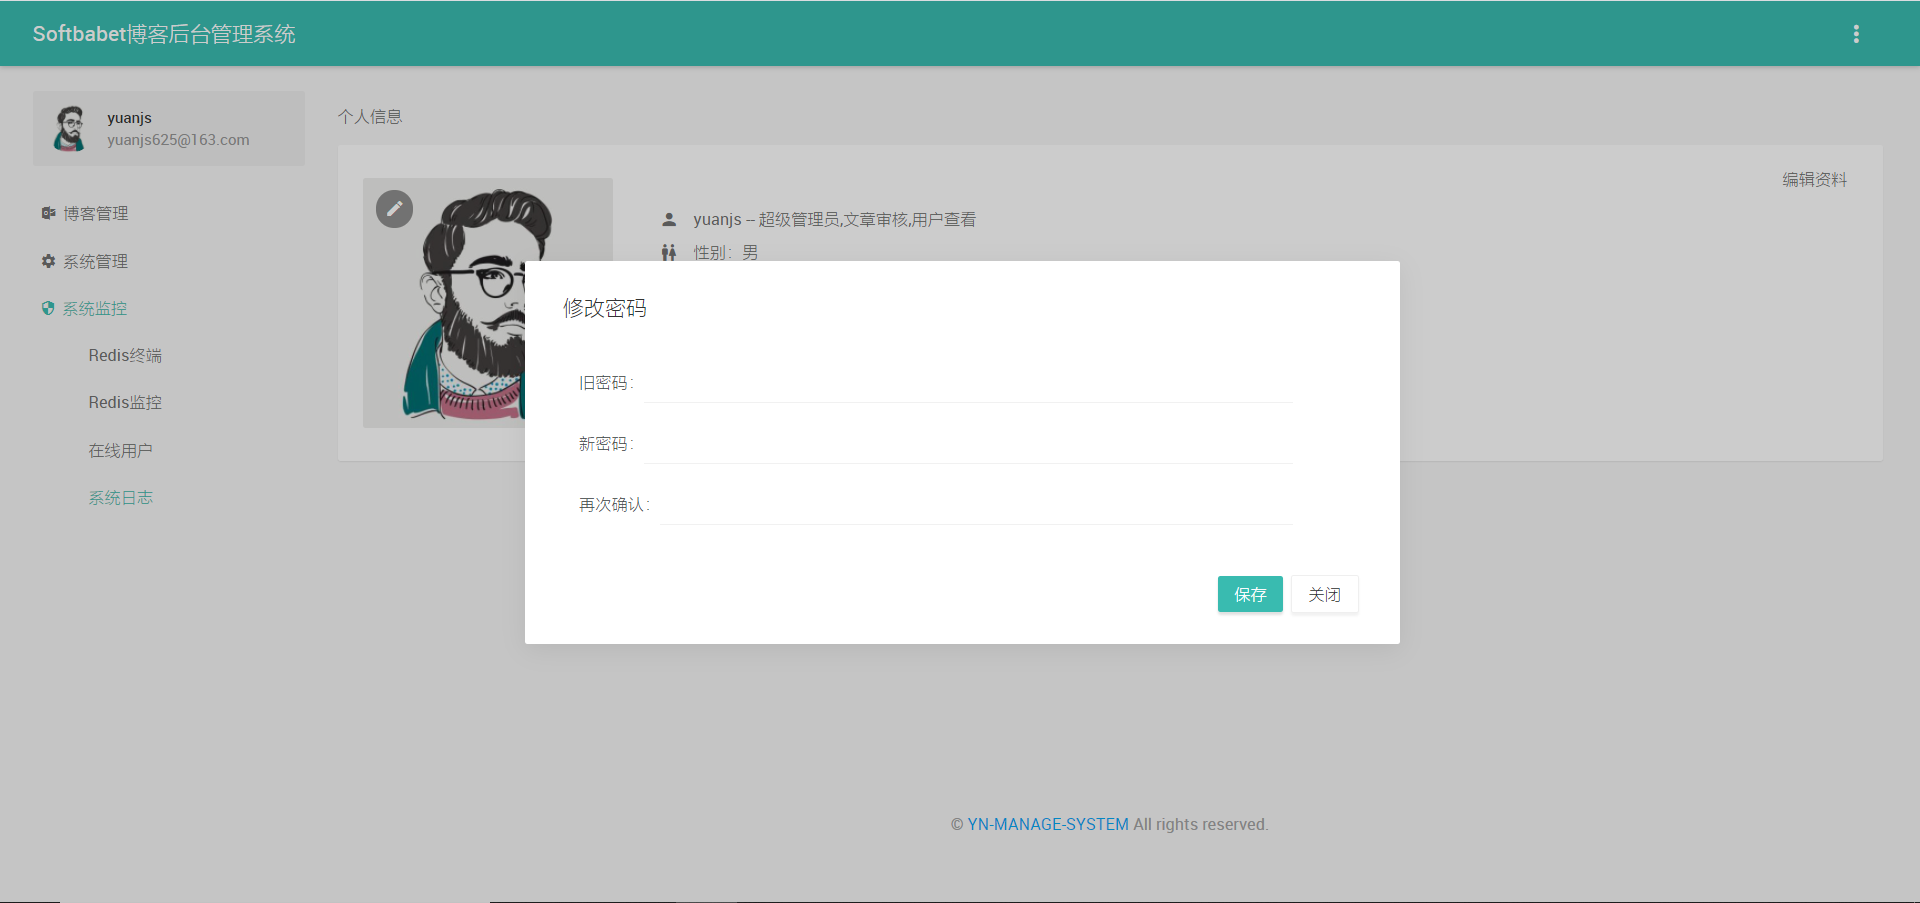 Softbabet博客后台管理系统
yuanjs
yuanjs625@163.com
博客管理
系统管理
系统监控
Redis终端
Redis监控
在线用户
系统日志
个人信息
编辑资料
yuanjs -- 超级管理员,文章审核,用户查看
性别：男
修改密码
旧密码：
新密码：
再次确认：
保存
关闭
© YN-MANAGE-SYSTEM All rights reserved.